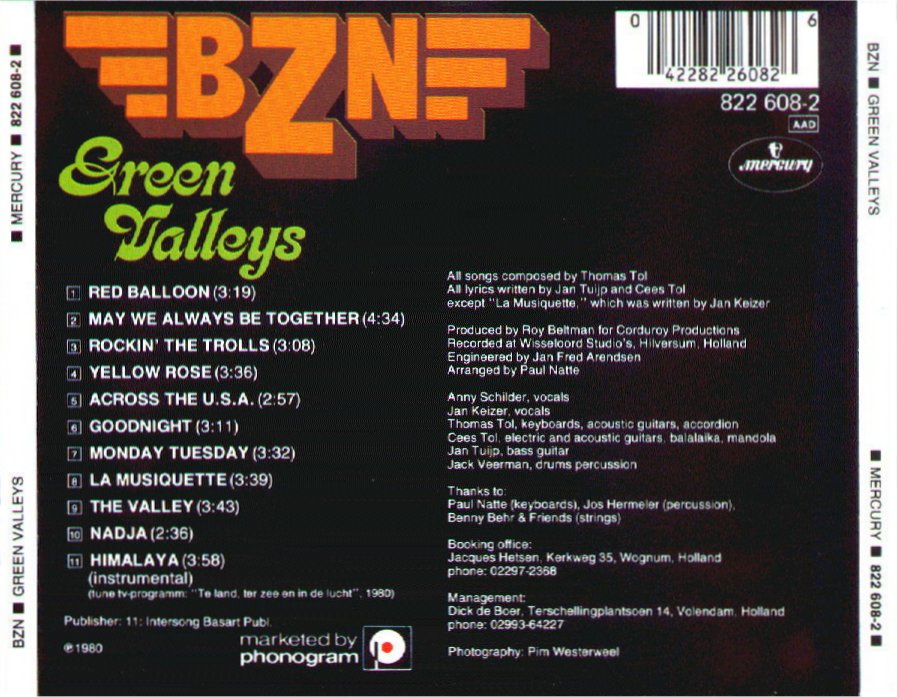 BZN
Green
Valleys
1 RED BALLOON (3:19)
2 MAY WE ALWAYS BE TOGETHER (4:34)
3 ROCKIN' THE TROLLS (3:08)
4 YELLOW ROSE (3:36)
5 ACROSS THE U.S.A. (2:57)
6 GOODNIGHT (3:11)
7 MONDAY TUESDAY (3:32)
8 LA MUSIQUETTE (3:39)
9 THE VALLEY (3:43)
10 NADJA (2:36)
11 HIMALAYA (3:58)
(instrumental)
(tune tv-programm: "Te land, ter zee en in de lucht", 1980)
Publisher: 11: Intersong Basart Publ.
℗1980
marketed by
phonogram
0 6
42282 26082
822 608-2
AAD
mercury
All songs composed by Thomas Tol
All lyrics written by Jan Tuijp and Cees Tol
except "La Musiquette," which was written by Jan Keizer
Produced by Roy Beltman for Corduroy Productions
Recorded at Wisseloord Studio's, Hilversum, Holland
Engineered by Jan Fred Arendsen
Arranged by Paul Natte
Anny Schilder, vocals
Jan Keizer, vocals
Thomas Tol, keyboards, acoustic guitars, accordion
Cees Tol, electric and acoustic guitars, balalaika, mandola
Jan Tuijp, bass guitar
Jack Veerman, drums percussion
Thanks to:
Paul Natte (keyboards), Jos Hermeler (percussion),
Benny Behr & Friends (strings)
Booking office:
Jacques Hetsen, Kerkweg 35, Wognum, Holland
phone: 02297-2368
Management:
Dick de Boer, Terschellingplantsoen 14, Volendam, Holland
phone: 02993-64227
Photography: Pim Westerweel
BZN ■ GREEN VALLEYS ■ MERCURY ■ 822 608-2 ■
BZN ■ GREEN VALLEYS ■ MERCURY ■ 822 608-2 ■